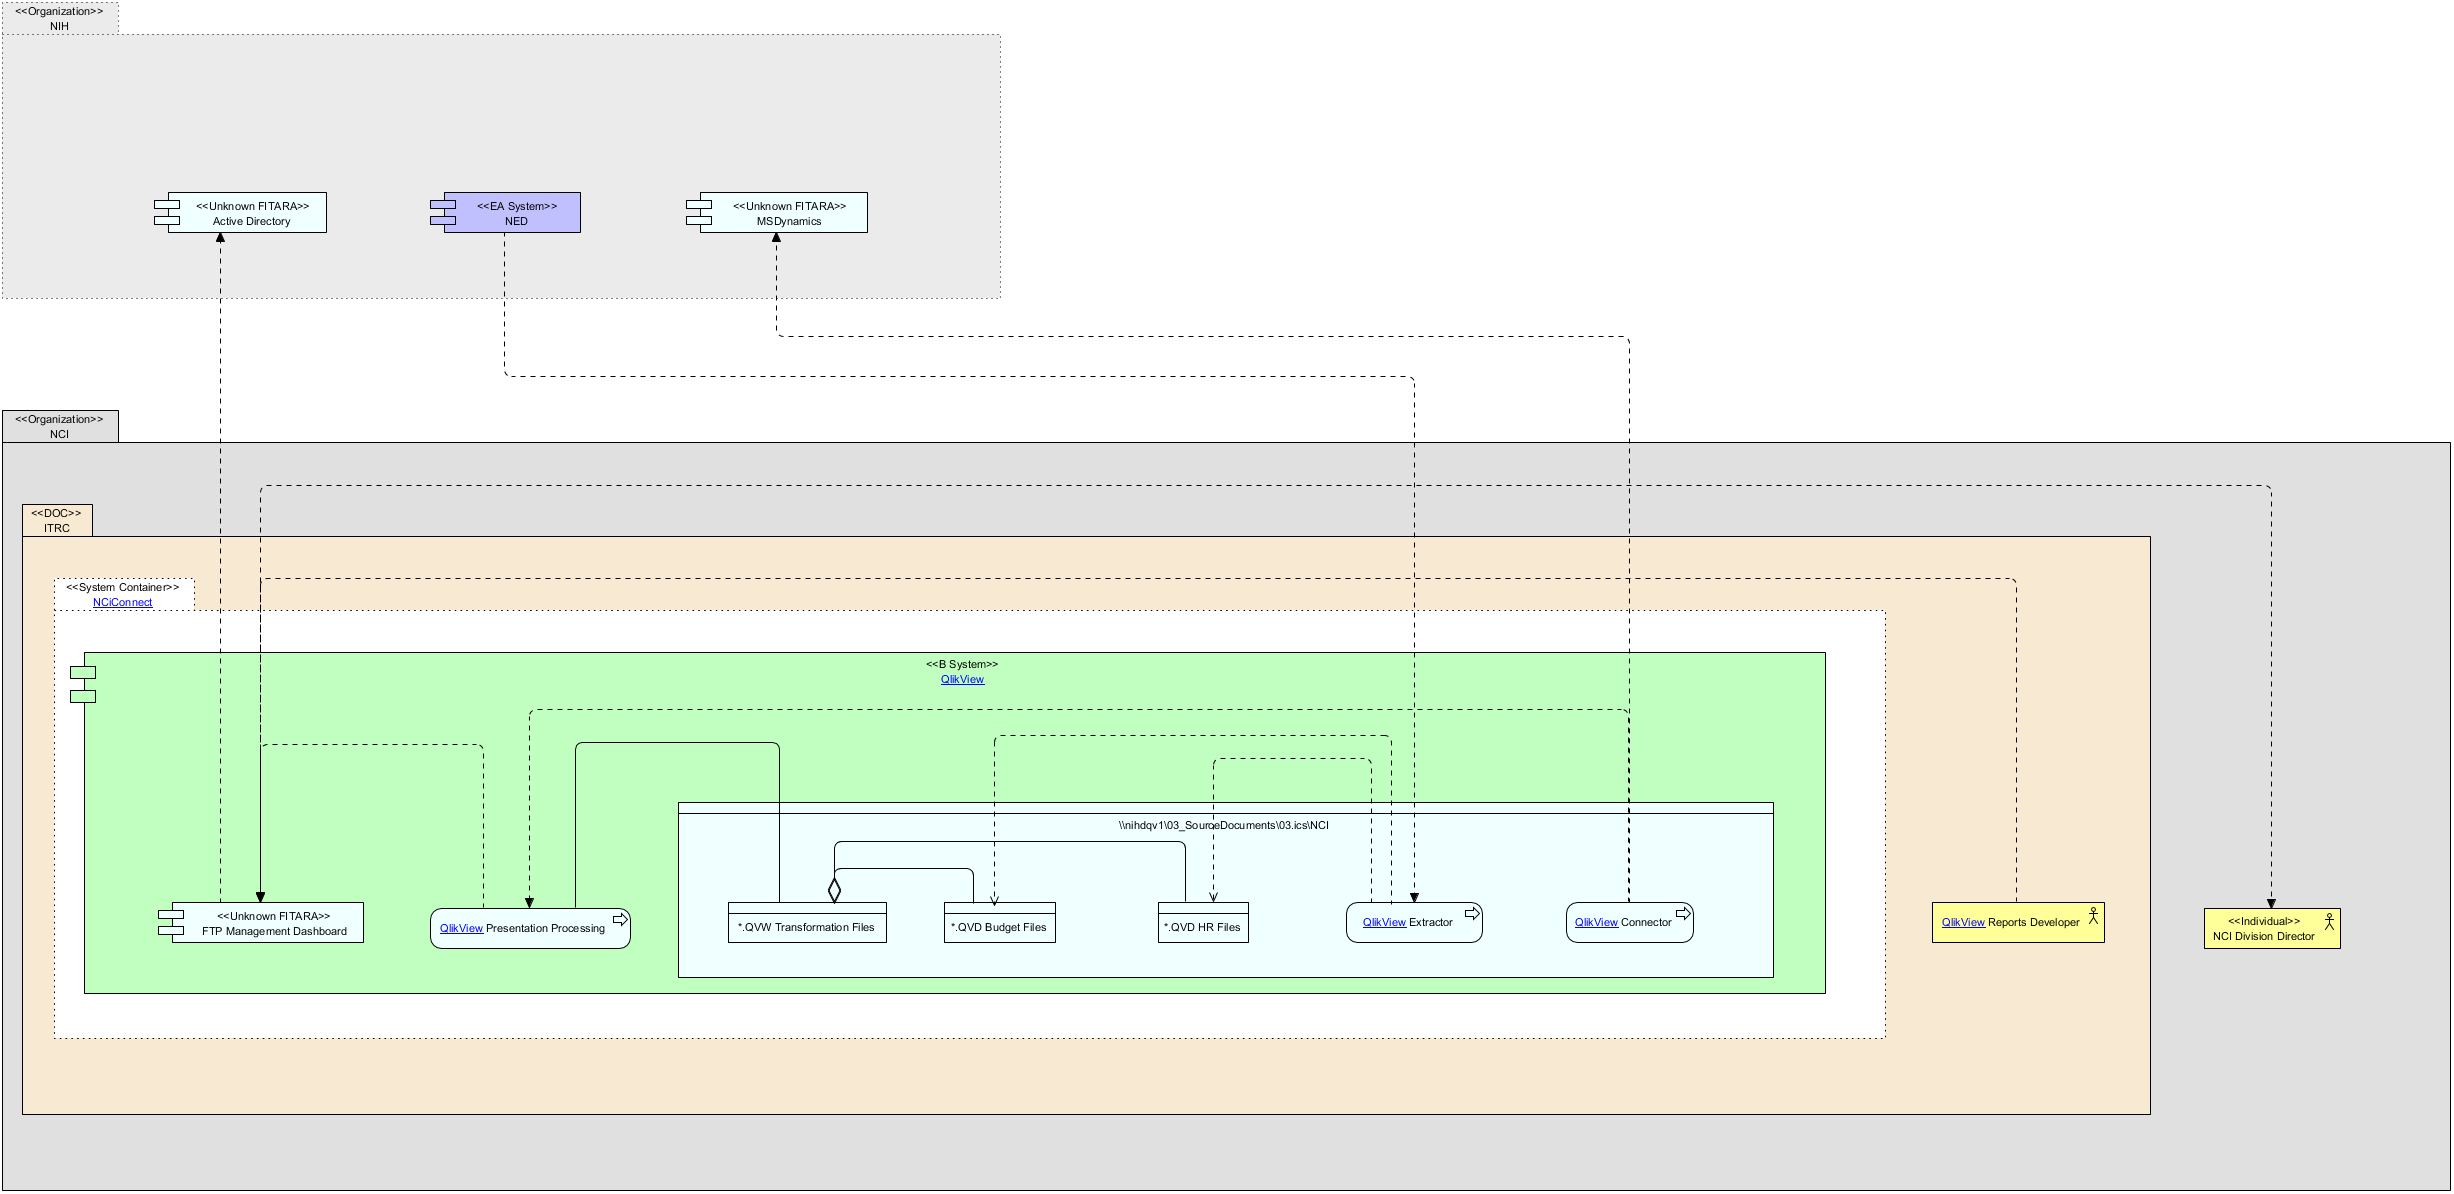 <<Organization>>
NIH
<<Unknown FITARA>>
Active Directory
<<EA System>>
NED
<<Unknown FITARA>>
MSDynamics
<<Organization>>
NCI
<<DOC>>
ITRC
<<System Container>>
NCiConnect
<<B System>>
QlikView
\\nihdqv1\03_SourceDocuments\03.ics\NCI
<<Unknown FITARA>>
FTP Management Dashboard
QlikView Presentation Processing
*.QVW Transformation Files
*.QVD Budget Files
*.QVD HR Files
QlikView Extractor
QlikView Connector
QlikView Reports Developer
<<Individual>>
NCI Division Director